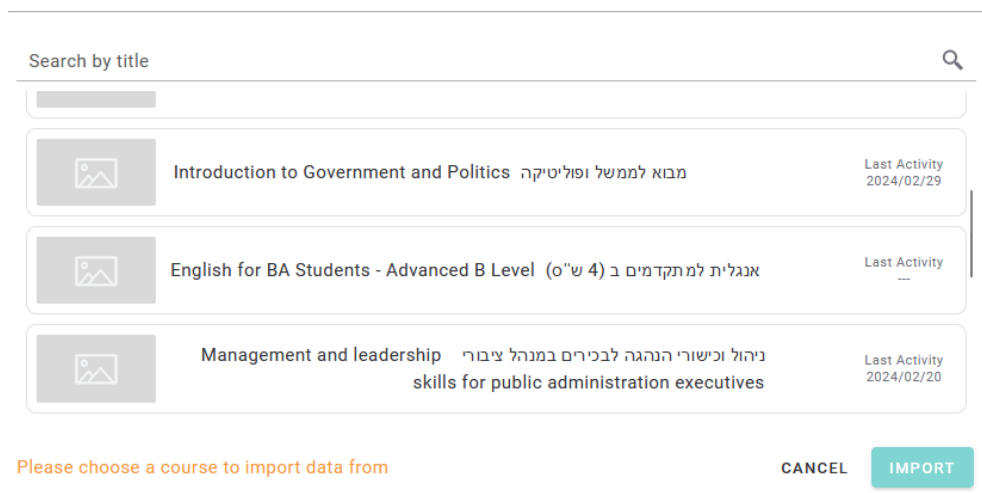 Search by title
Introduction to Government and Politics מבוא לממשל ופוליטיקה
Last Activity
2024/02/29
English for BA Students - Advanced B Level אנגלית למתקדמים ב (4 ש"ס)
Last Activity
---
ניהול וכישורי הנהגה לבכירים במנהל ציבורי Management and leadership
skills for public administration executives
Last Activity
2024/02/20
Please choose a course to import data from
CANCEL
IMPORT